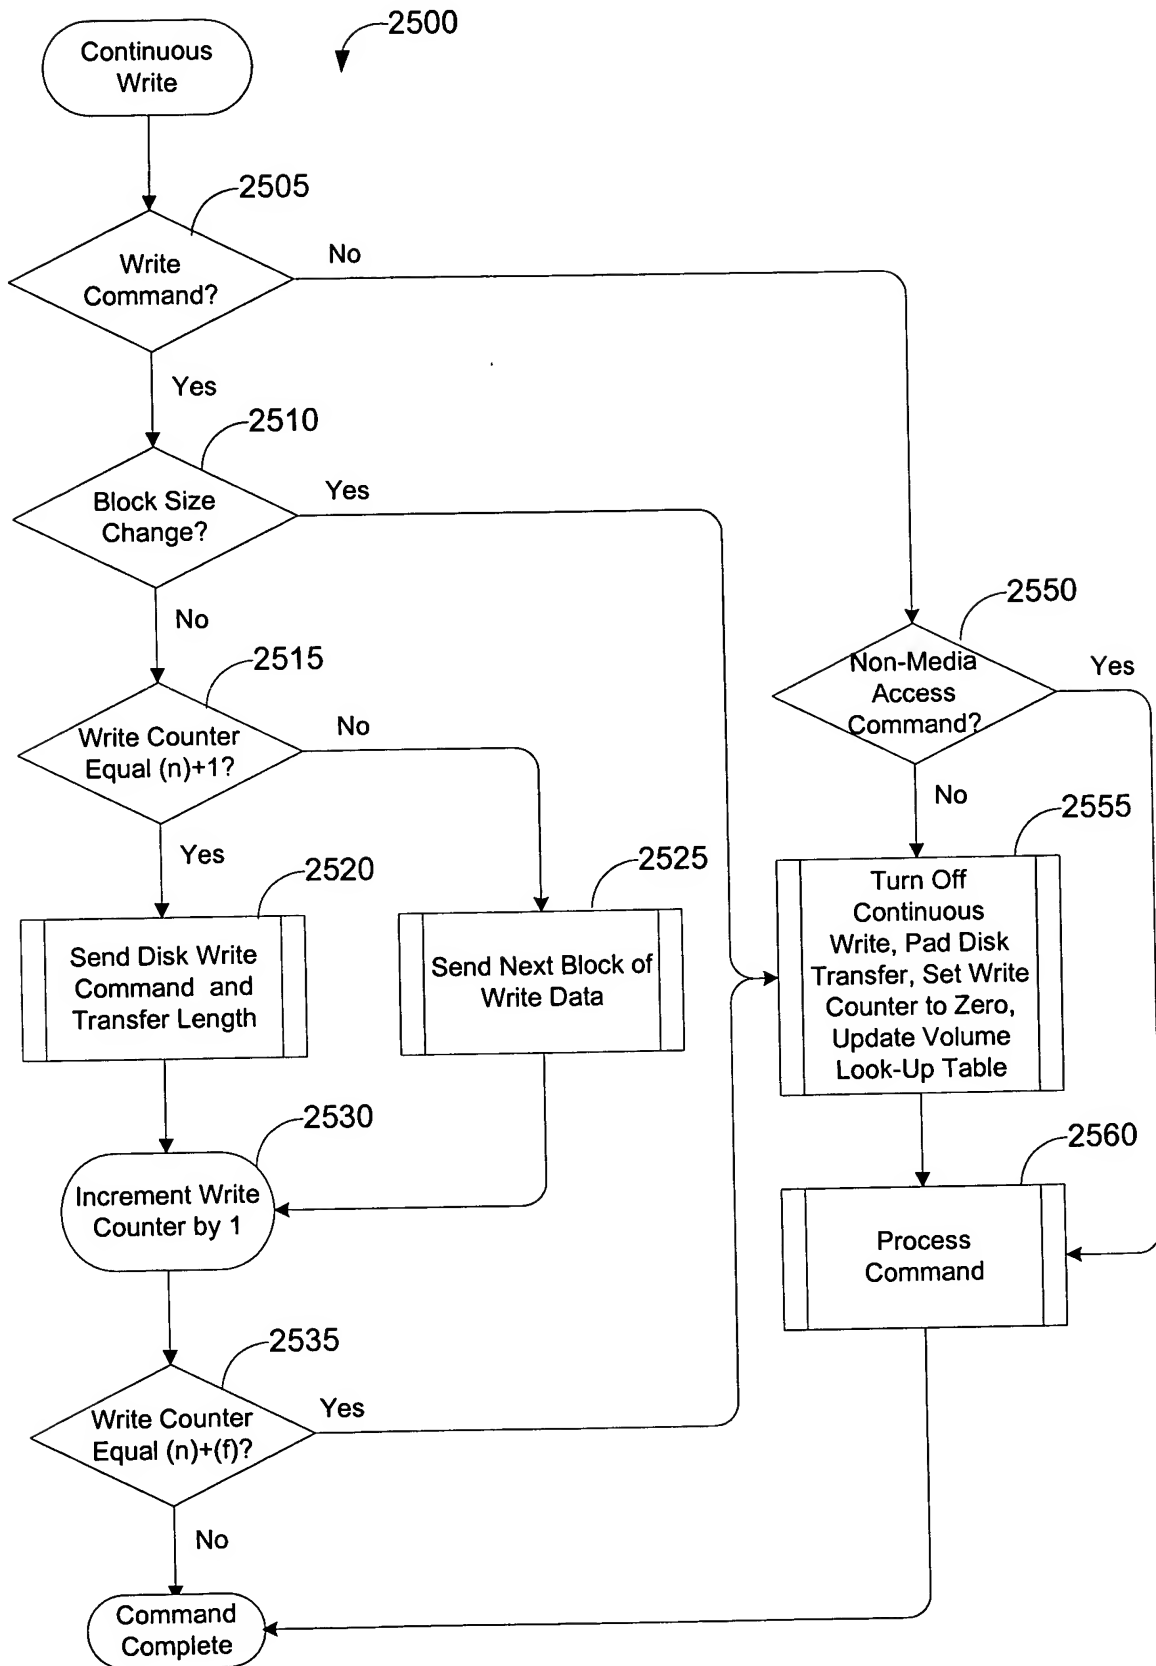 2500
Continuous
Write
2505
Write
Command?
No
Yes
2510
Block Size
Change?
Yes
No
2515
Write Counter
Equal (n)+1?
No
Yes
2520
Send Disk Write
Command and
Transfer Length
2525
Send Next Block of
Write Data
2530
Increment Write
Counter by 1
2535
Write Counter
Equal (n)+(f)?
Yes
No
Command
Complete
2550
Non-Media
Access
Command?
Yes
No
2555
Turn Off
Continuous
Write, Pad Disk
Transfer, Set Write
Counter to Zero,
Update Volume
Look-Up Table
2560
Process
Command